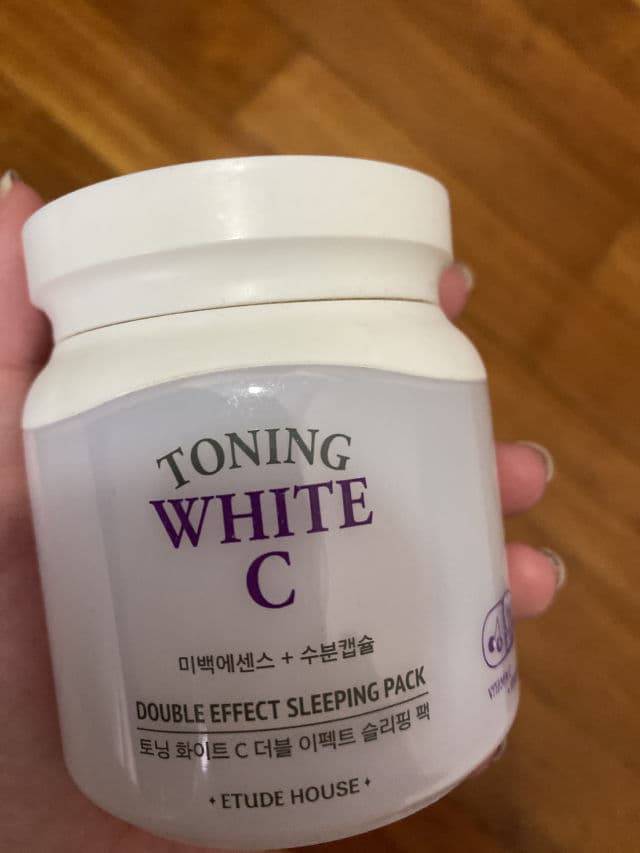 TONING
WHITE
C
미백에센스 + 수분캡슐
DOUBLE EFFECT SLEEPING PACK
토닝 화이트 C 더블 이펙트 슬리핑 팩
ETUDE HOUSE